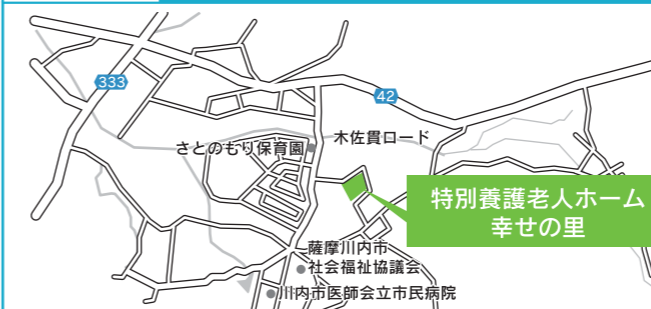 333
42
木佐貫ロード
さとのもり保育園
特別養護老人ホーム
幸せの里
薩摩川内市
社会福祉協議会
川内市医師会立市民病院